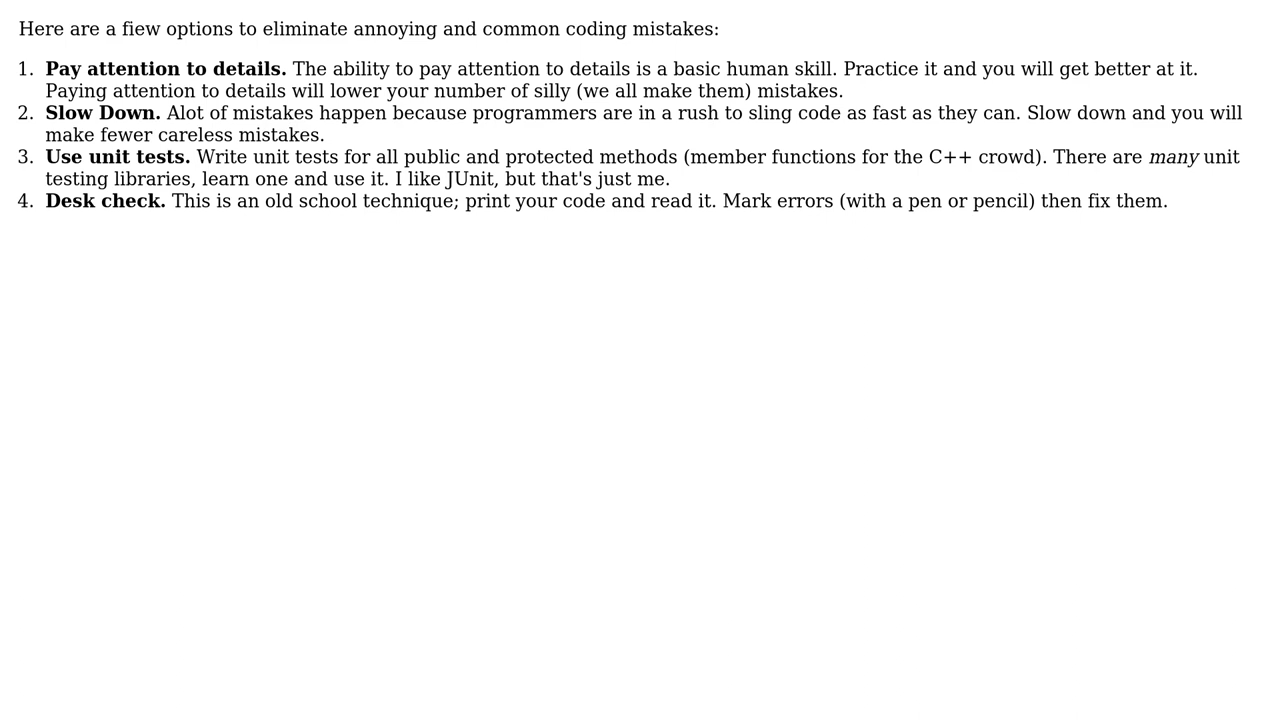 Here are a fiew options to eliminate annoying and common coding mistakes:
1. Pay attention to details. The ability to pay attention to details is a basic human skill. Practice it and you will get better at it.
Paying attention to details will lower your number of silly (we all make them) mistakes.
2. Slow Down. Alot of mistakes happen because programmers are in a rush to sling code as fast as they can. Slow down and you will
make fewer careless mistakes.
3. Use unit tests. Write unit tests for all public and protected methods (member functions for the C++ crowd). There are many unit
testing libraries, learn one and use it. I like JUnit, but that's just me.
4. Desk check. This is an old school technique; print your code and read it. Mark errors (with a pen or pencil) then fix them.